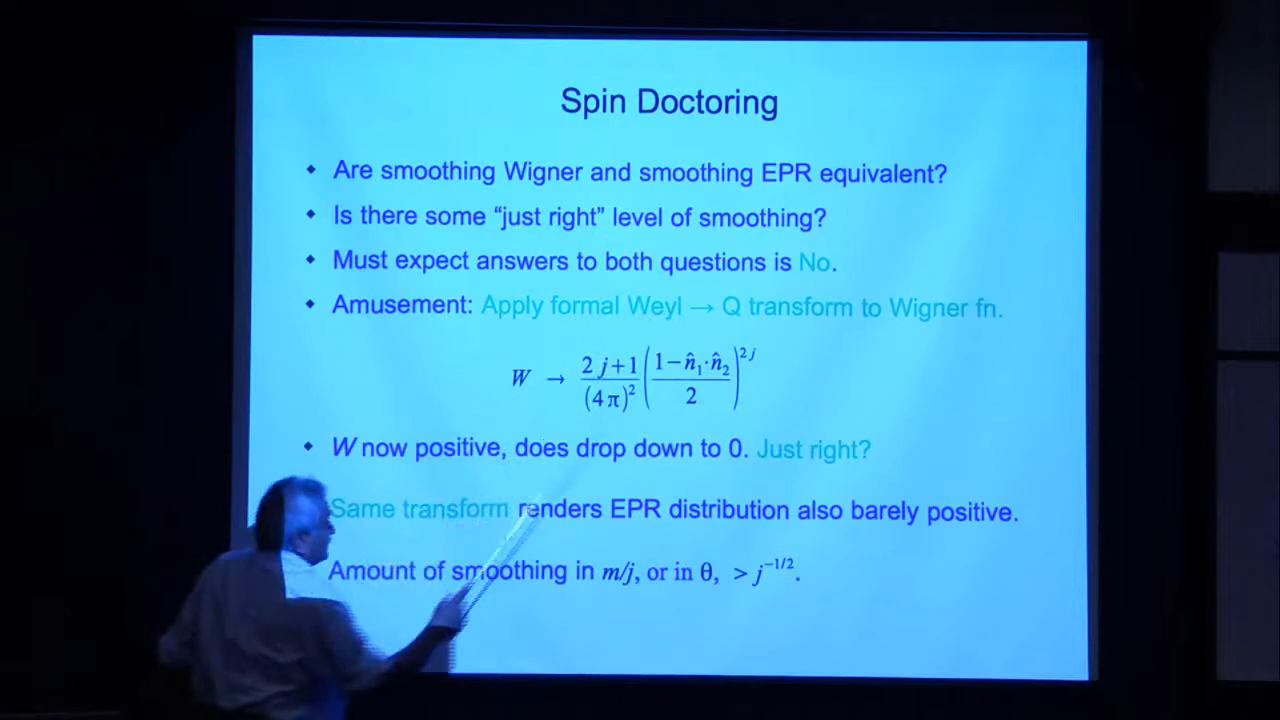 Spin Doctoring
• Are smoothing Wigner and smoothing EPR equivalent?
• Is there some “just right” level of smoothing?
• Must expect answers to both questions is No.
• Amusement: Apply formal Weyl → Q transform to Wigner fn.
W → (2 j+1)/(4 π)² ((1−n̂₁·n̂₂)/2)^(2 j)
• W now positive, does drop down to 0. Just right?
Same transform renders EPR distribution also barely positive.
Amount of smoothing in m/j, or in θ, > j⁻¹/².